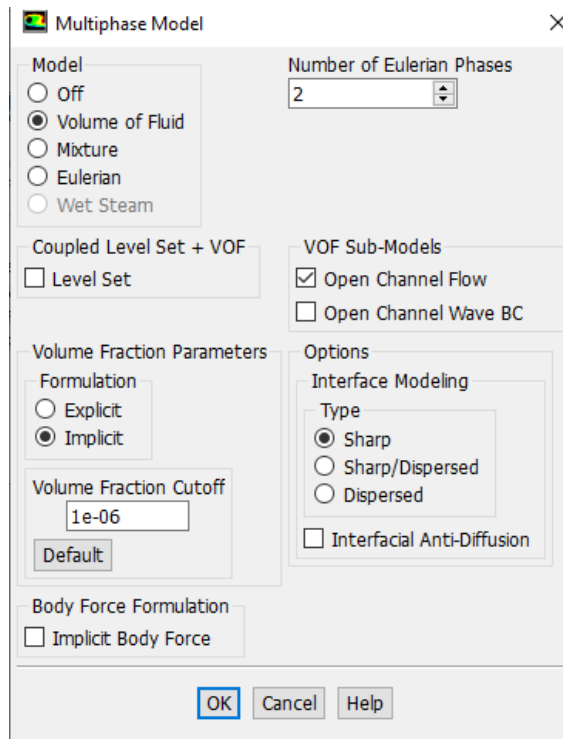 Multiphase Model
Model
Off
Volume of Fluid
Mixture
Eulerian
Wet Steam
Number of Eulerian Phases
2
Coupled Level Set + VOF
Level Set
VOF Sub-Models
Open Channel Flow
Open Channel Wave BC
Volume Fraction Parameters
Formulation
Explicit
Implicit
Volume Fraction Cutoff
1e-06
Default
Options
Interface Modeling
Type
Sharp
Sharp/Dispersed
Dispersed
Interfacial Anti-Diffusion
Body Force Formulation
Implicit Body Force
OK Cancel Help